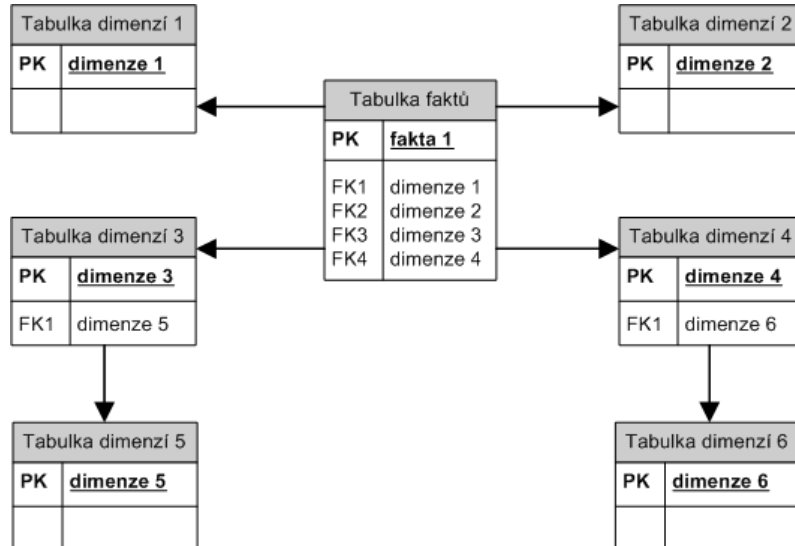 Tabulka dimenzí 1
PK dimenze 1
Tabulka dimenzí 2
PK dimenze 2
Tabulka faktů
PK fakta 1
FK1 dimenze 1
FK2 dimenze 2
FK3 dimenze 3
FK4 dimenze 4
Tabulka dimenzí 3
PK dimenze 3
FK1 dimenze 5
Tabulka dimenzí 4
PK dimenze 4
FK1 dimenze 6
Tabulka dimenzí 5
PK dimenze 5
Tabulka dimenzí 6
PK dimenze 6